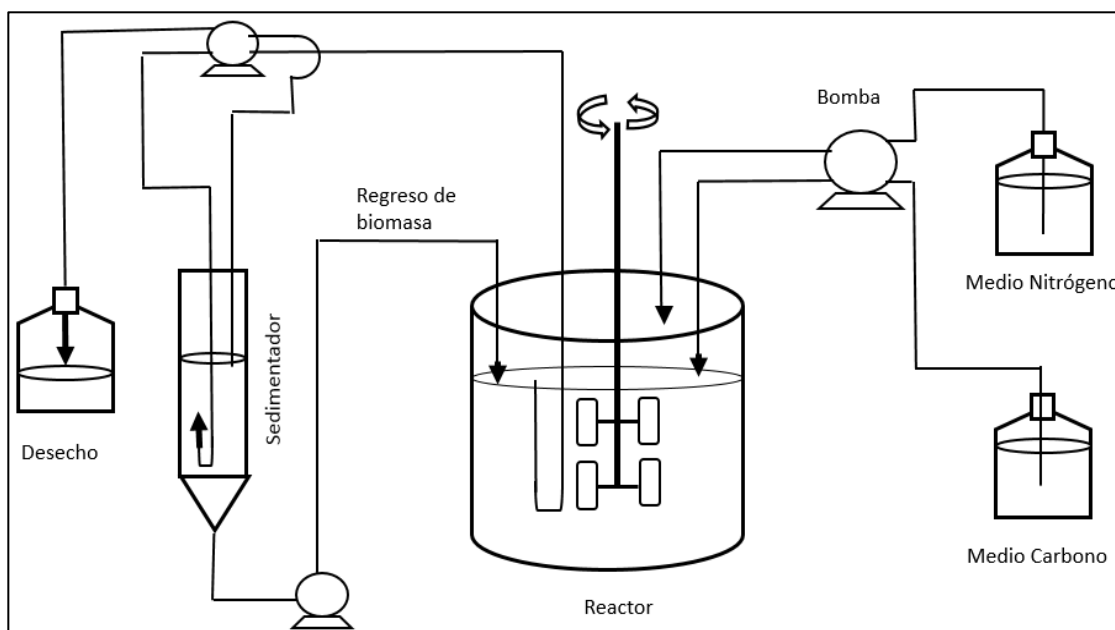 Bomba
Regreso de
biomasa
Medio Nitrógeno
Sedimentador
Desecho
Medio Carbono
Reactor